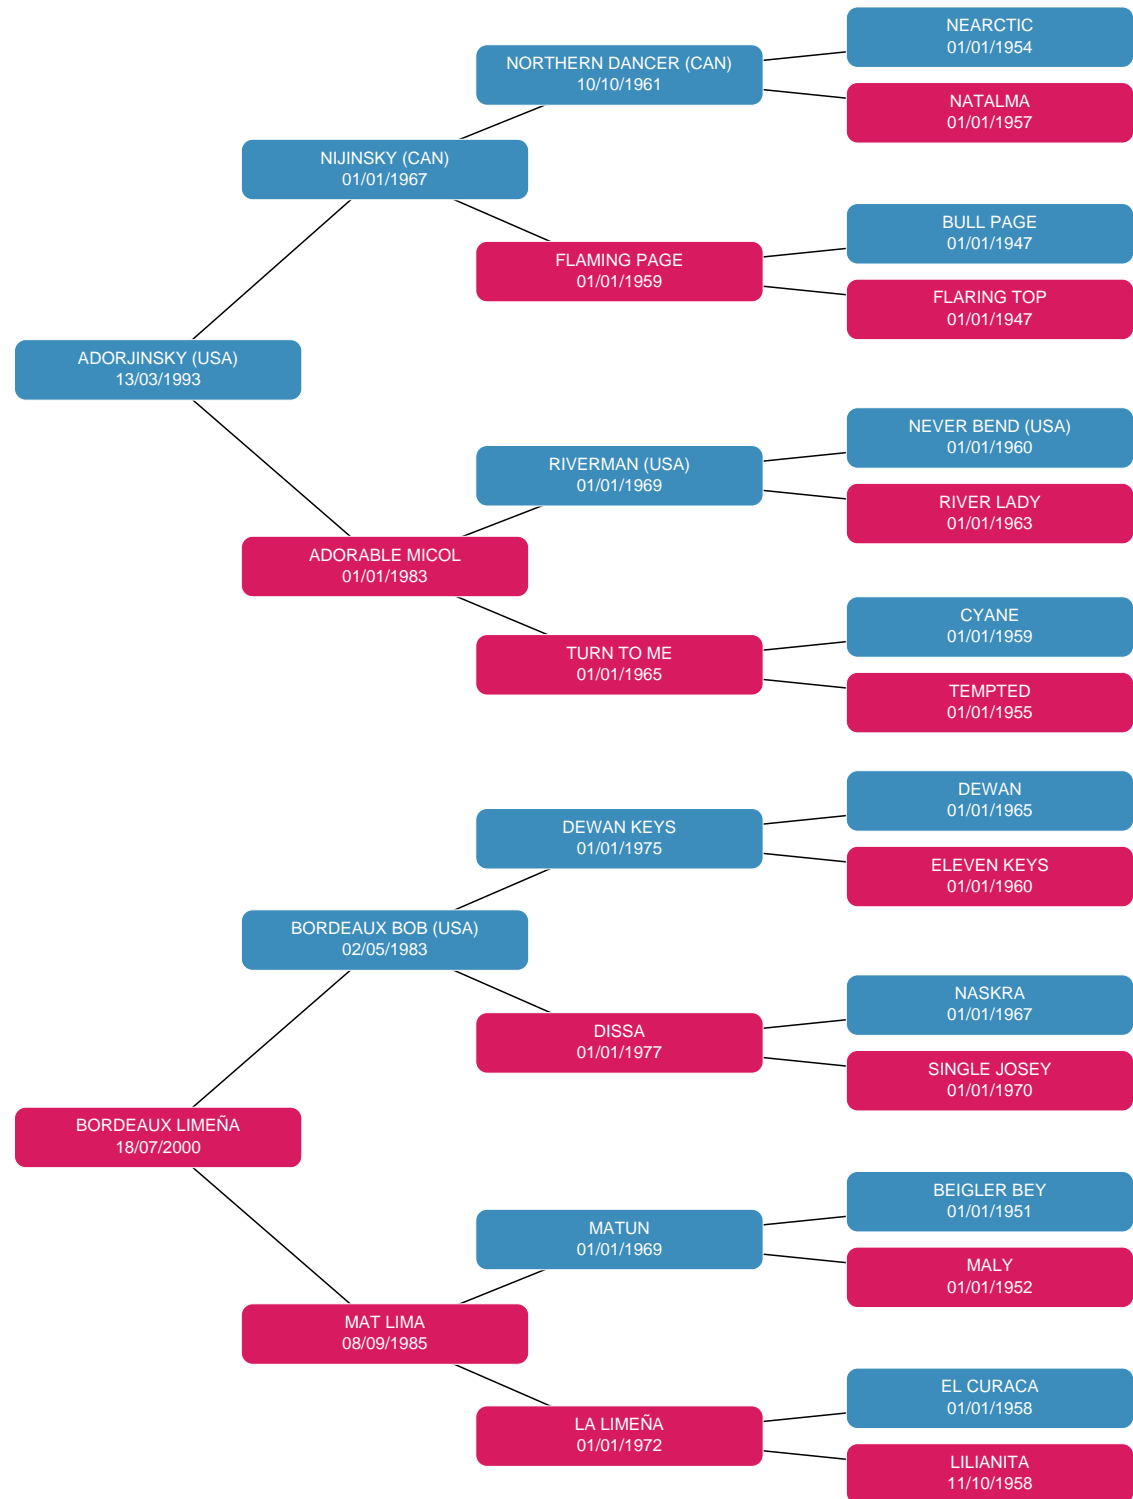 NEARCTIC
01/01/1954
NORTHERN DANCER (CAN)
10/10/1961
NATALMA
01/01/1957
NIJINSKY (CAN)
01/01/1967
BULL PAGE
01/01/1947
FLAMING PAGE
01/01/1959
FLARING TOP
01/01/1947
ADORJINSKY (USA)
13/03/1993
NEVER BEND (USA)
01/01/1960
RIVERMAN (USA)
01/01/1969
RIVER LADY
01/01/1963
ADORABLE MICOL
01/01/1983
CYANE
01/01/1959
TURN TO ME
01/01/1965
TEMPTED
01/01/1955
DEWAN
01/01/1965
DEWAN KEYS
01/01/1975
ELEVEN KEYS
01/01/1960
BORDEAUX BOB (USA)
02/05/1983
NASKRA
01/01/1967
DISSA
01/01/1977
SINGLE JOSEY
01/01/1970
BORDEAUX LIMEÑA
18/07/2000
BEIGLER BEY
01/01/1951
MATUN
01/01/1969
MALY
01/01/1952
MAT LIMA
08/09/1985
EL CURACA
01/01/1958
LA LIMEÑA
01/01/1972
LILIANITA
11/10/1958